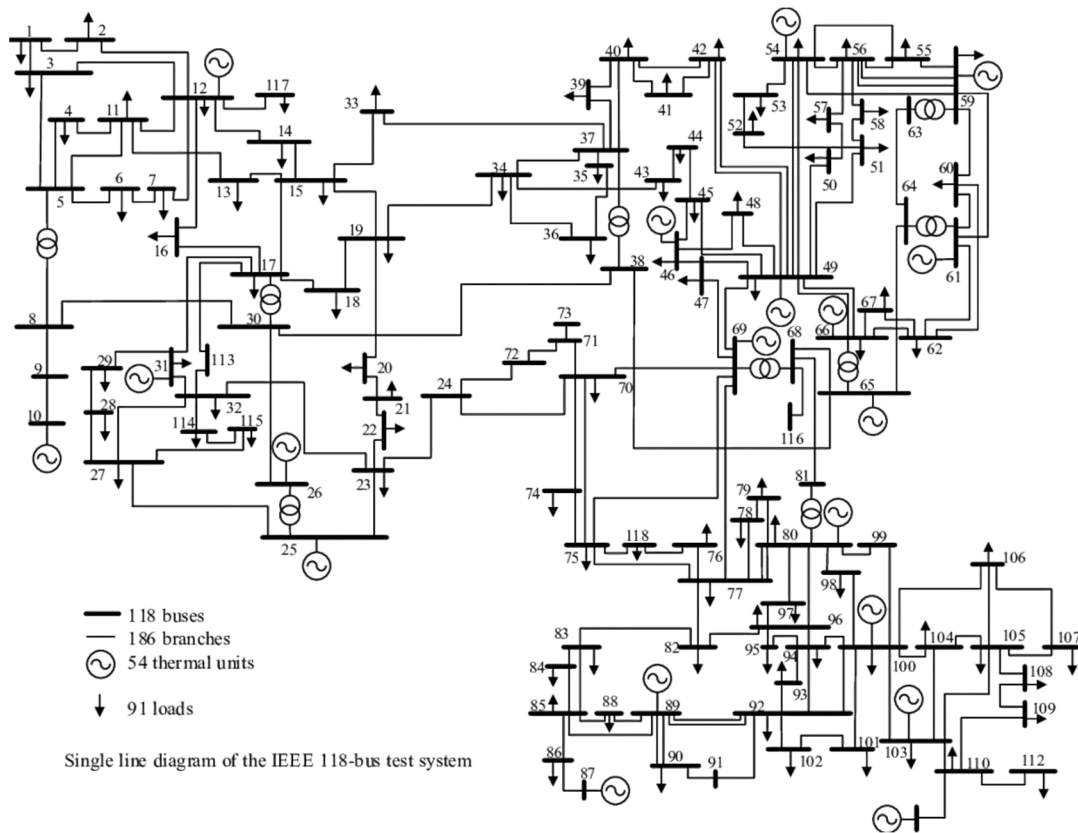 1 2 3 12 117 4 11 14
5 6 7 13 15 16 17 18 19
33 34 35 36 37 38 39 40 41 42
43 44 45 46 47 48 49
54 56 55 53 52 57 58 50 51 59
63 60 64 61 67 66 62 65
8 9 10 30 29 31 113 28 32
114 115 27 26 25 20 21 22 23 24
73 71 72 70 69 68 116 74 75 118 76 77
81 79 78 80 99 98 97 96 95 94 93
106 104 105 107 100 108 109
83 82 84 85 88 89 92 86 87 90 91
102 101 103 110 112
118 buses
186 branches
54 thermal units
91 loads
Single line diagram of the IEEE 118-bus test system